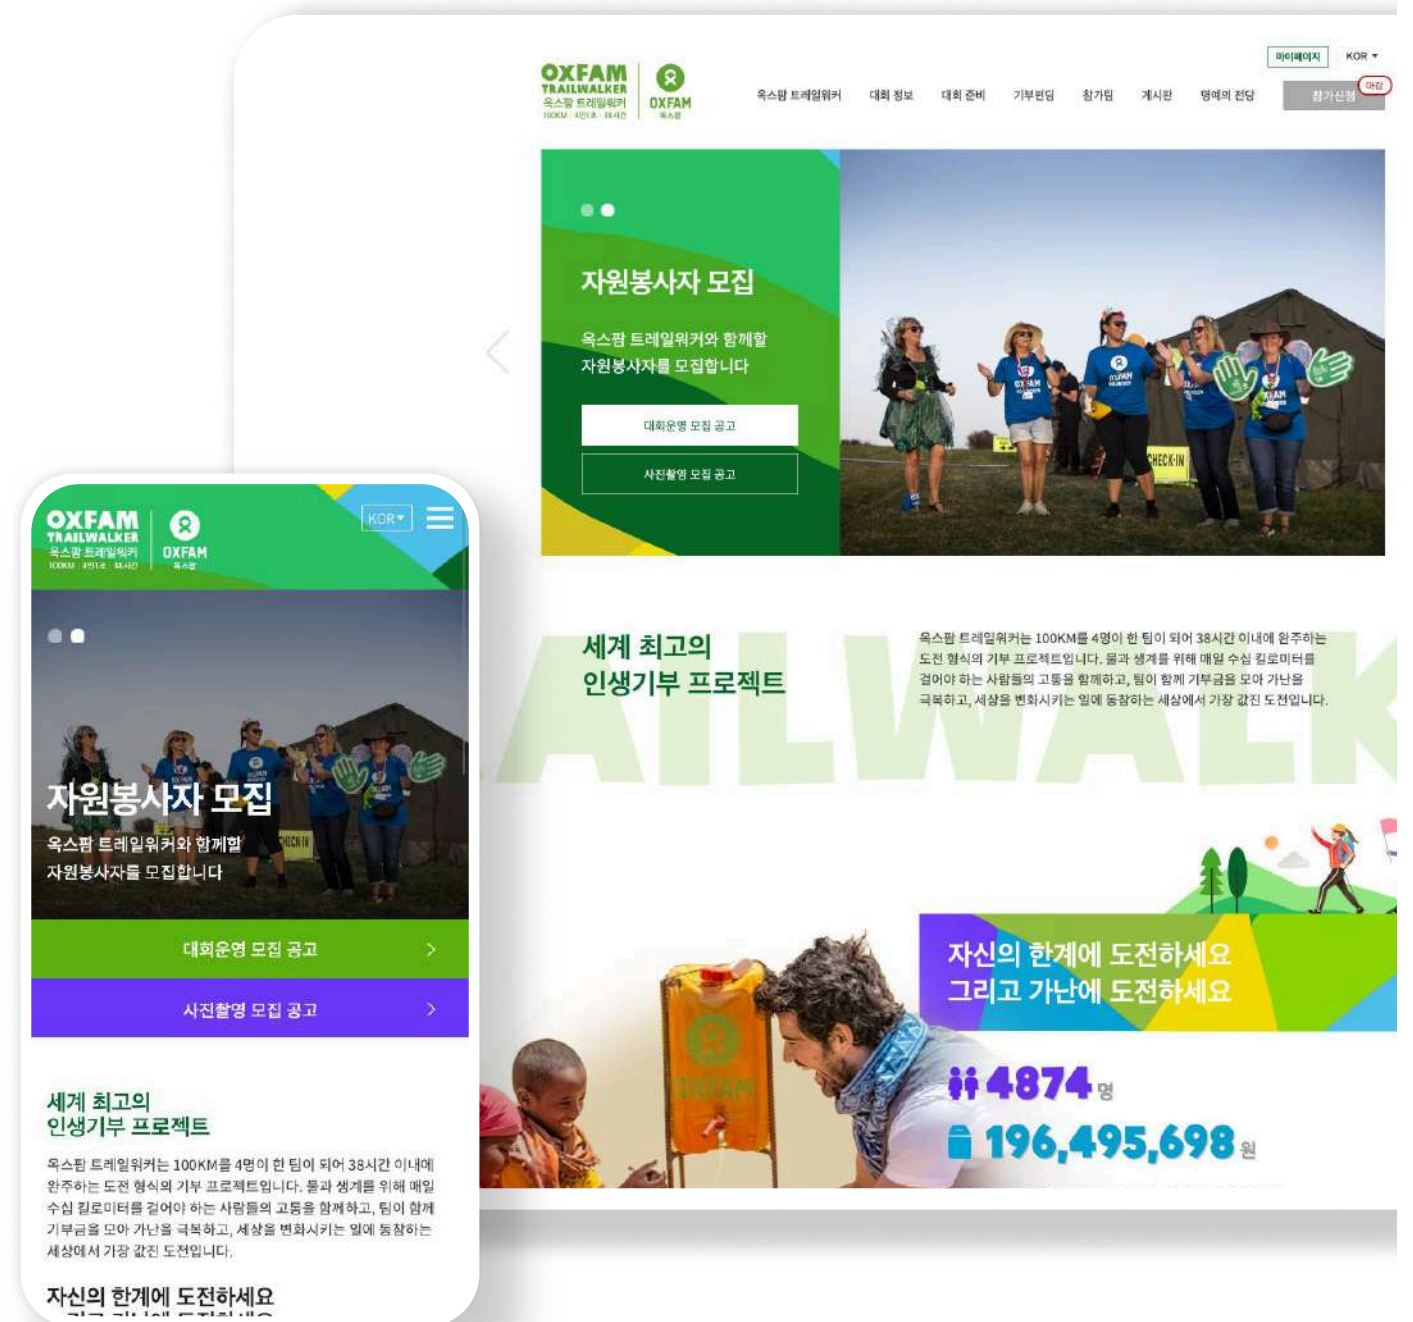 OXFAM
TRAILWALKER
옥스팜 트레일워커
100KM | 4인1조 | 38시간
OXFAM
옥스팜
마이페이지
KOR
옥스팜 트레일워커
대회 정보
대회 준비
기부펀딩
참가팀
게시판
명예의 전당
참가신청
마감
자원봉사자 모집
옥스팜 트레일워커와 함께할
자원봉사자를 모집합니다
대회운영 모집 공고
사진촬영 모집 공고
OXFAM
CHECK-IN
세계 최고의
인생기부 프로젝트
옥스팜 트레일워커는 100KM를 4명이 한 팀이 되어 38시간 이내에 완주하는
도전 형식의 기부 프로젝트입니다. 물과 생계를 위해 매일 수십 킬로미터를
걸어야 하는 사람들의 고통을 함께하고, 팀이 함께 기부금을 모아 가난을
극복하고, 세상을 변화시키는 일에 동참하는 세상에서 가장 값진 도전입니다.
AILWALK
자신의 한계에 도전하세요
그리고 가난에 도전하세요
OXFAM
4874 명
196,495,698 원
OXFAM
TRAILWALKER
옥스팜 트레일워커
100KM | 4인1조 | 38시간
OXFAM
옥스팜
KOR
자원봉사자 모집
옥스팜 트레일워커와 함께할
자원봉사자를 모집합니다
CHECK-IN
대회운영 모집 공고
사진촬영 모집 공고
세계 최고의
인생기부 프로젝트
옥스팜 트레일워커는 100KM를 4명이 한 팀이 되어 38시간 이내에
완주하는 도전 형식의 기부 프로젝트입니다. 물과 생계를 위해 매일
수십 킬로미터를 걸어야 하는 사람들의 고통을 함께하고, 팀이 함께
기부금을 모아 가난을 극복하고, 세상을 변화시키는 일에 동참하는
세상에서 가장 값진 도전입니다.
자신의 한계에 도전하세요